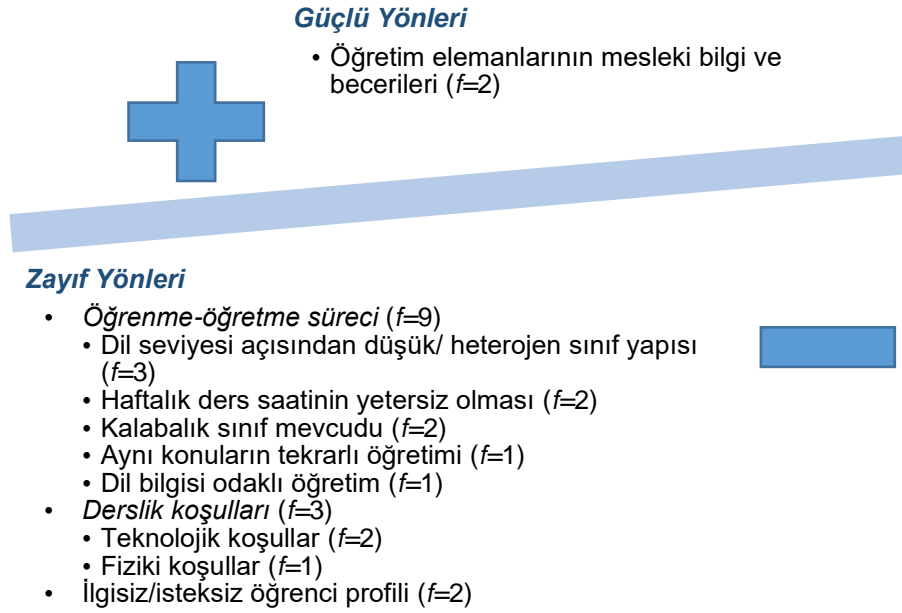 Güçlü Yönleri
• Öğretim elemanlarının mesleki bilgi ve
becerileri (f=2)
Zayıf Yönleri
• Öğrenme-öğretme süreci (f=9)
• Dil seviyesi açısından düşük/ heterojen sınıf yapısı
(f=3)
• Haftalık ders saatinin yetersiz olması (f=2)
• Kalabalık sınıf mevcudu (f=2)
• Aynı konuların tekrarlı öğretimi (f=1)
• Dil bilgisi odaklı öğretim (f=1)
• Derslik koşulları (f=3)
• Teknolojik koşullar (f=2)
• Fiziki koşullar (f=1)
• İlgisiz/isteksiz öğrenci profili (f=2)